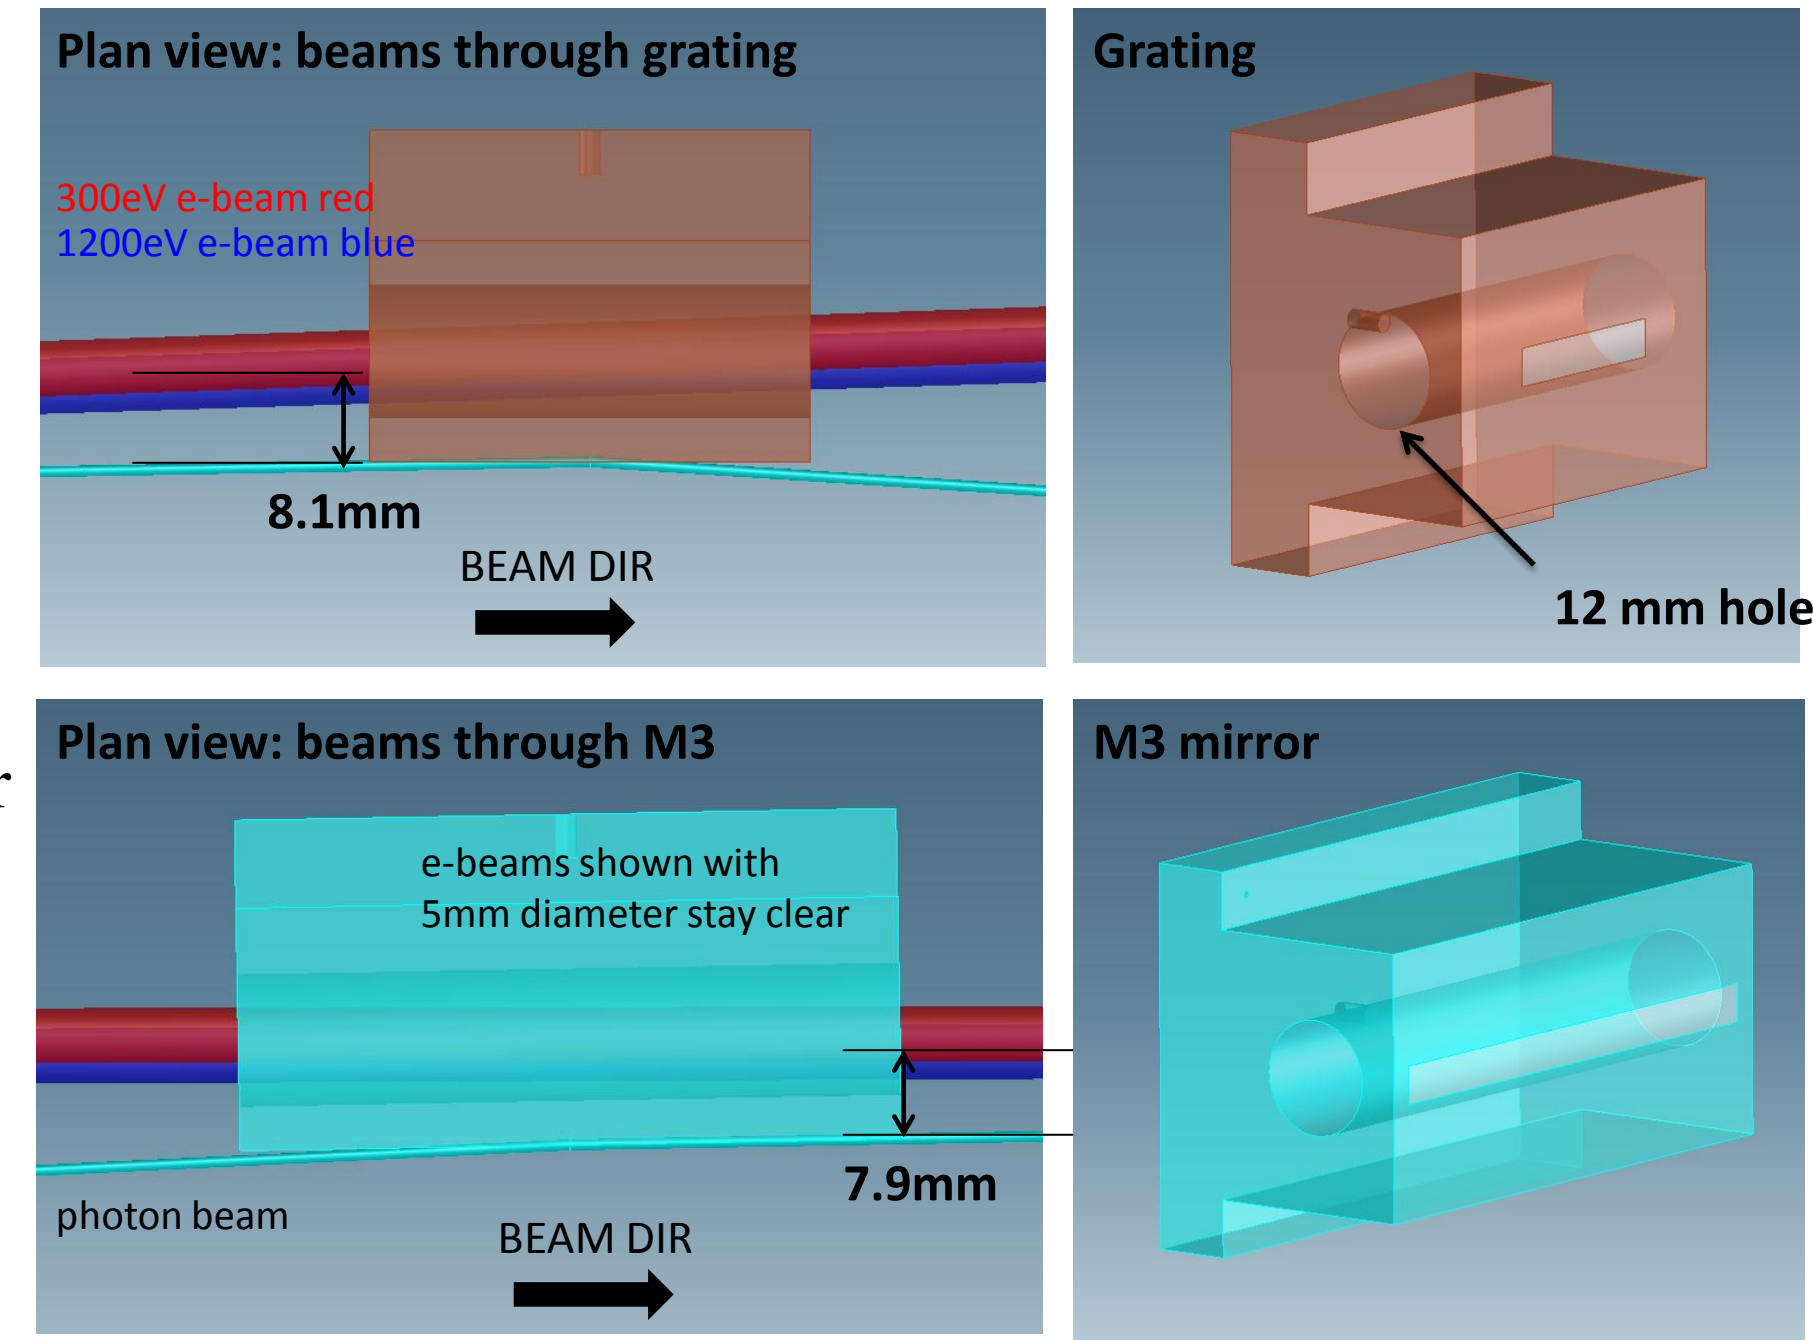 Plan view: beams through grating
300eV e-beam red
1200eV e-beam blue
8.1mm
BEAM DIR
Grating
12 mm hole
r
Plan view: beams through M3
e-beams shown with
5mm diameter stay clear
7.9mm
photon beam
BEAM DIR
M3 mirror